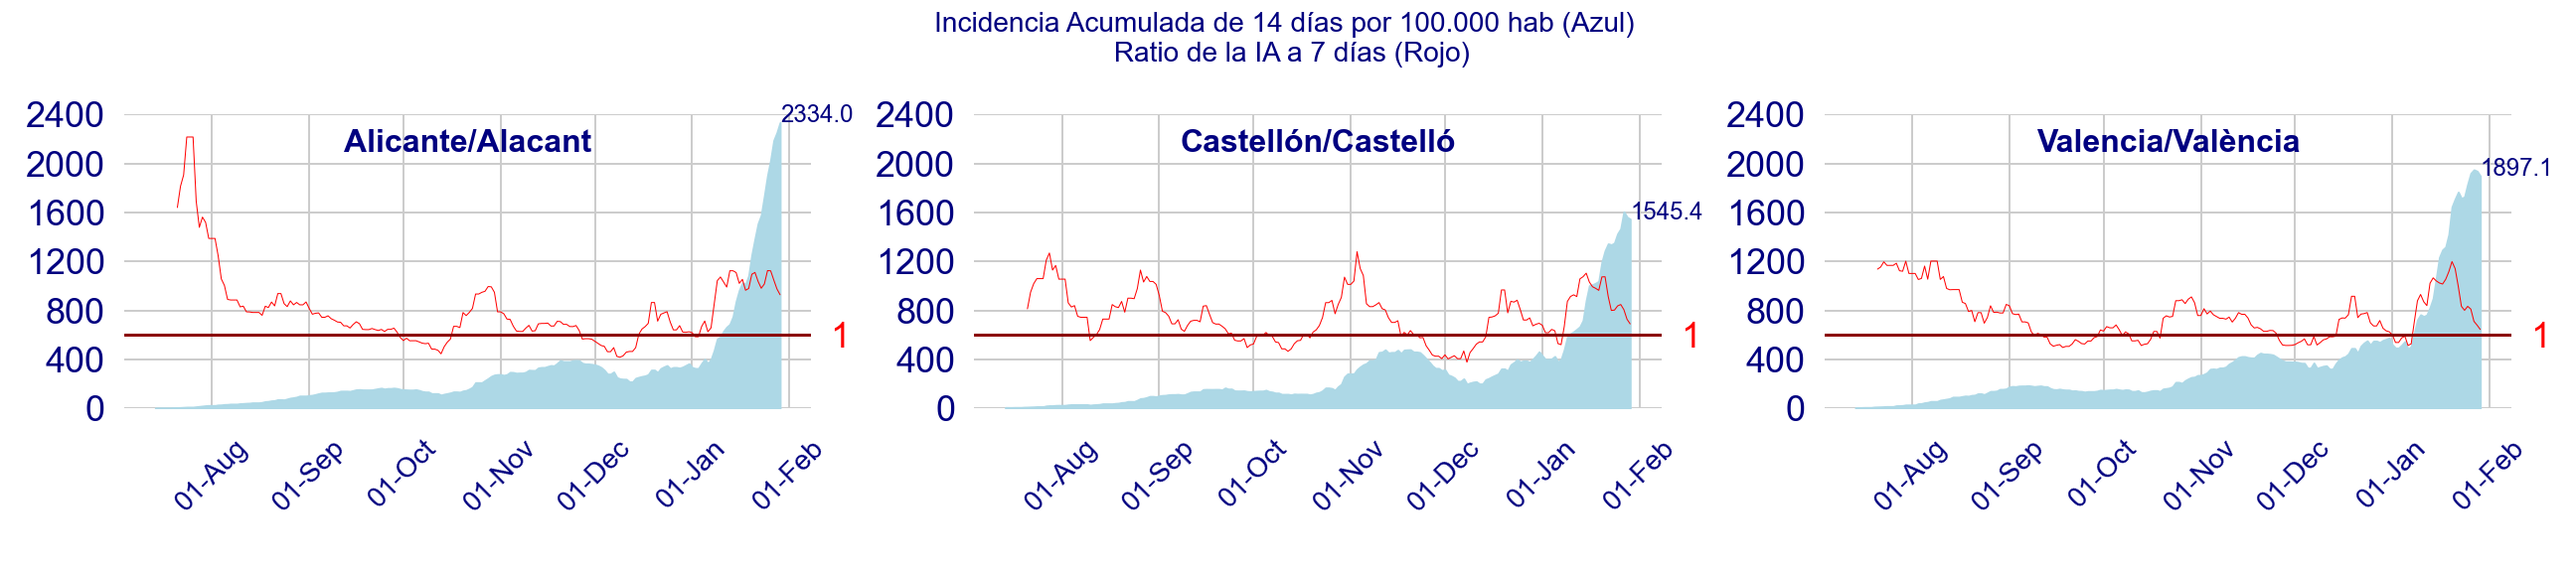 Incidencia Acumulada de 14 días por 100.000 hab (Azul)
Ratio de la IA a 7 días (Rojo)
Alicante/Alacant
2400
2000
1600
1200
800
400
0
2334.0
1
01-Aug
01-Sep
01-Oct
01-Nov
01-Dec
01-Jan
01-Feb
Castellón/Castelló
2400
2000
1600
1200
800
400
0
1545.4
1
01-Aug
01-Sep
01-Oct
01-Nov
01-Dec
01-Jan
01-Feb
Valencia/València
2400
2000
1600
1200
800
400
0
1897.1
1
01-Aug
01-Sep
01-Oct
01-Nov
01-Dec
01-Jan
01-Feb